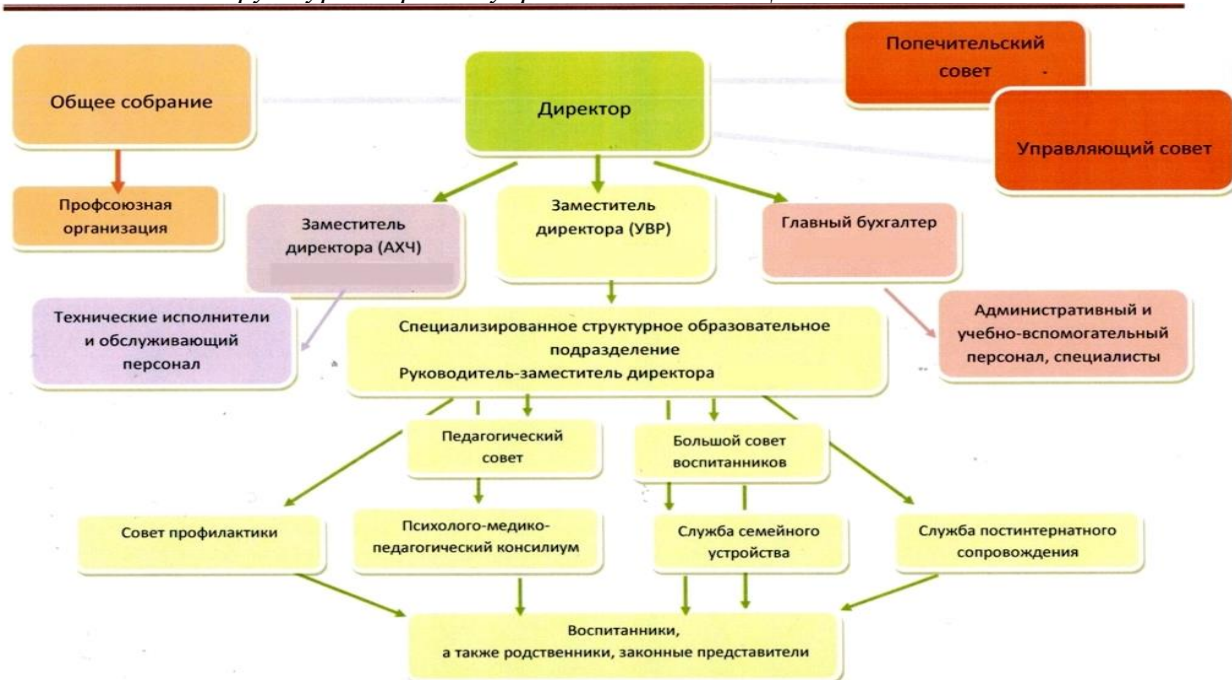 Общее собрание
Директор
Попечительский
совет
Управляющий совет
Профсоюзная
организация
Заместитель
директора (АХЧ)
Заместитель
директора (УВР)
Главный бухгалтер
Технические исполнители
и обслуживающий
персонал
Специализированное структурное образовательное
подразделение
Руководитель-заместитель директора
Административный и
учебно-вспомогательный
персонал, специалисты
Педагогический
совет
Большой совет
воспитанников
Совет профилактики
Психолого-медико-
педагогический консилиум
Служба семейного
устройства
Служба постинтернатного
сопровождения
Воспитанники,
а также родственники, законные представители